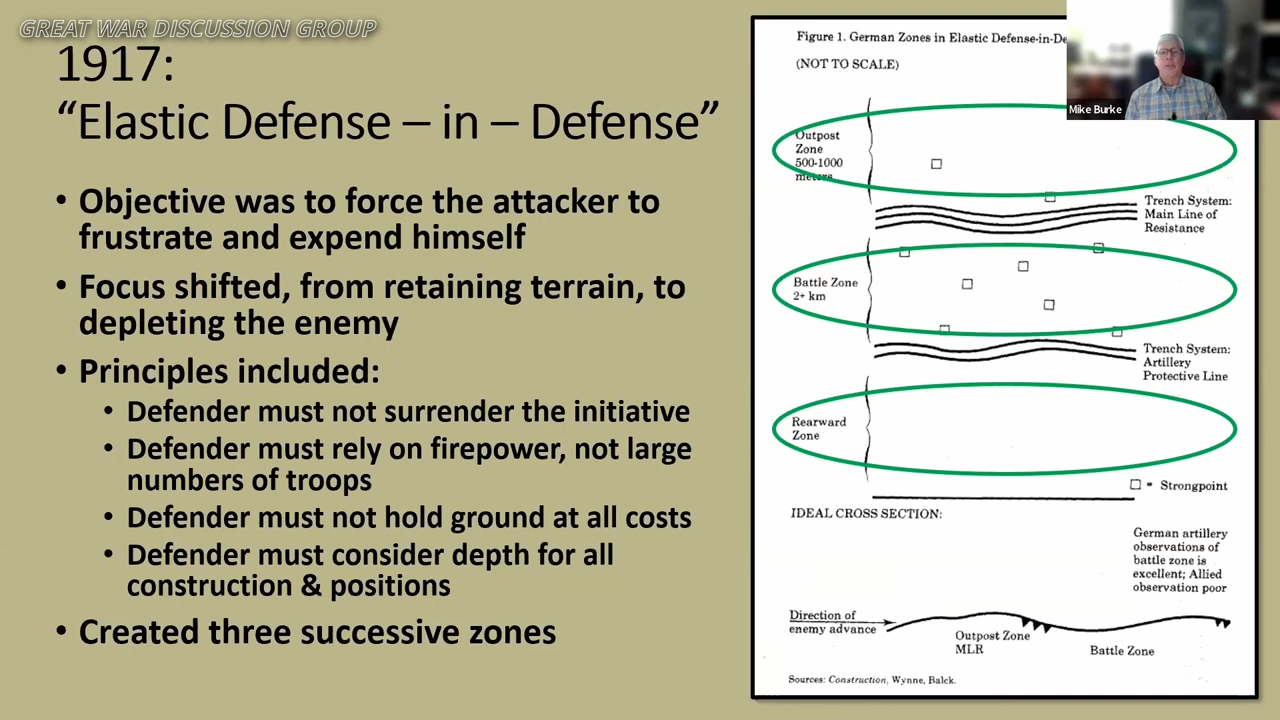 GREAT WAR DISCUSSION GROUP
1917:
“Elastic Defense – in – Defense”
• Objective was to force the attacker to
frustrate and expend himself
• Focus shifted, from retaining terrain, to
depleting the enemy
• Principles included:
• Defender must not surrender the initiative
• Defender must rely on firepower, not large
numbers of troops
• Defender must not hold ground at all costs
• Defender must consider depth for all
construction & positions
• Created three successive zones
Figure 1. German Zones in Elastic Defense-in-De
(NOT TO SCALE)
Mike Burke
Outpost
Zone
500-1000
meters
Trench System:
Main Line of
Resistance
Battle Zone
2+ km
Trench System:
Artillery
Protective Line
Rearward
Zone
= Strongpoint
IDEAL CROSS SECTION:
German artillery
observations of
battle zone is
excellent; Allied
observation poor
Direction of
enemy advance
Outpost Zone
MLR
Battle Zone
Sources: Construction, Wynne, Balck.